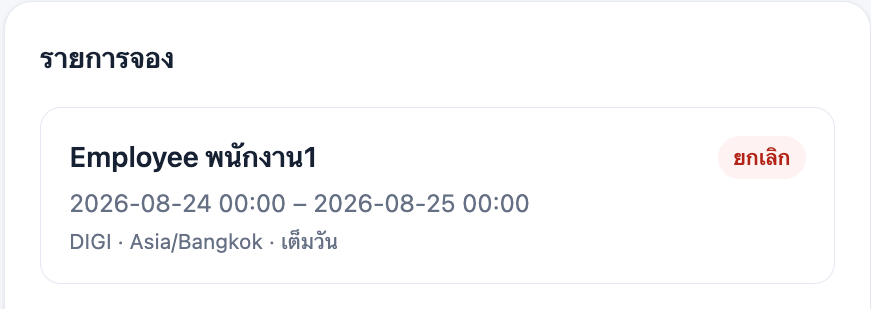 รายการจอง
Employee พนักงาน1
ยกเลิก
2026-08-24 00:00 – 2026-08-25 00:00
DIGI · Asia/Bangkok · เต็มวัน